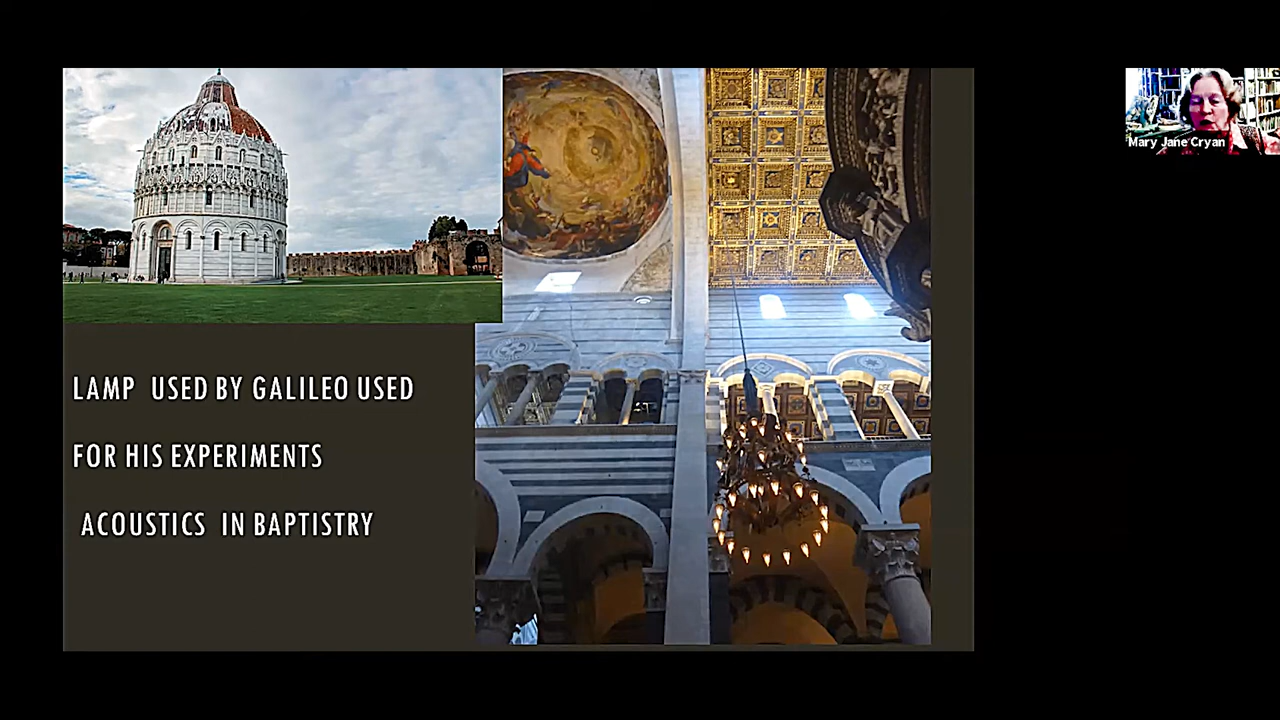 LAMP USED BY GALILEO USED
FOR HIS EXPERIMENTS
ACOUSTICS IN BAPTISTRY
Mary Jane Cryan